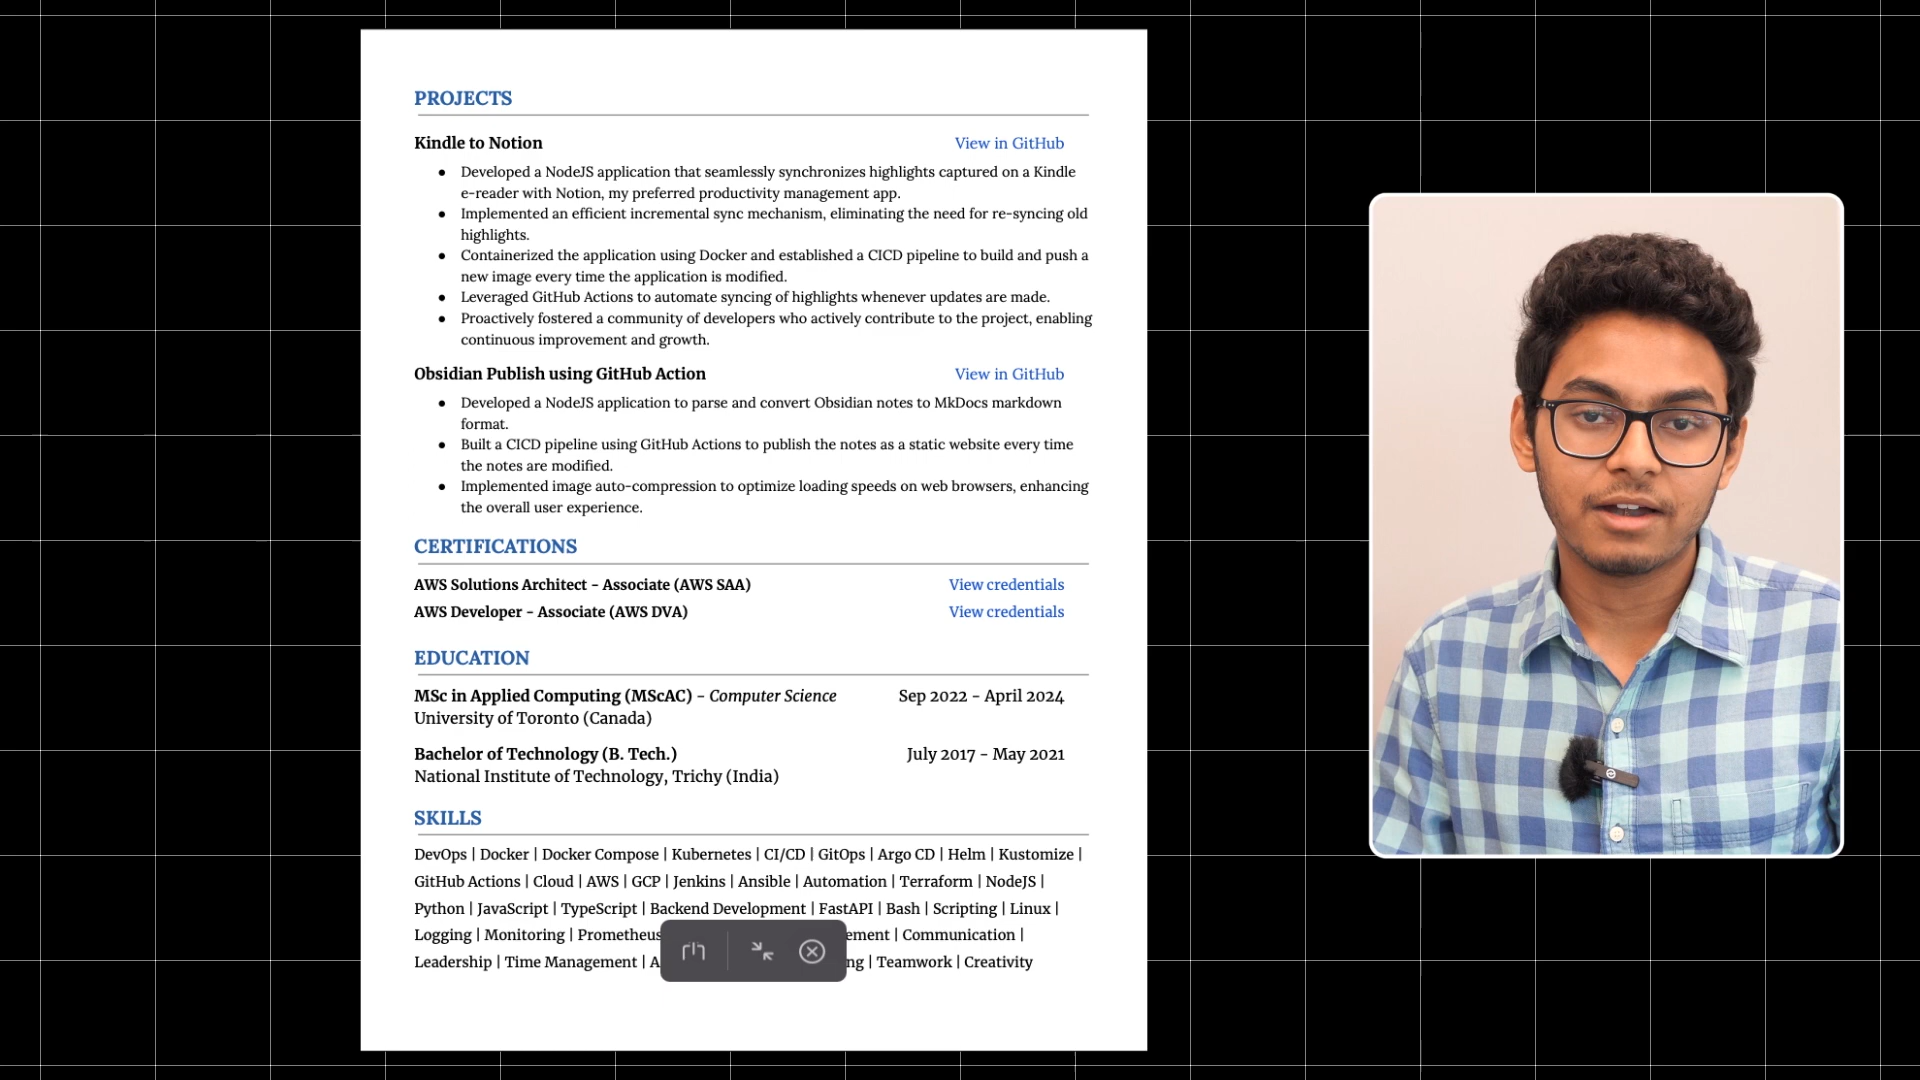 PROJECTS
Kindle to Notion View in GitHub
● Developed a NodeJS application that seamlessly synchronizes highlights captured on a Kindle
e-reader with Notion, my preferred productivity management app.
● Implemented an efficient incremental sync mechanism, eliminating the need for re-syncing old
highlights.
● Containerized the application using Docker and established a CICD pipeline to build and push a
new image every time the application is modified.
● Leveraged GitHub Actions to automate syncing of highlights whenever updates are made.
● Proactively fostered a community of developers who actively contribute to the project, enabling
continuous improvement and growth.
Obsidian Publish using GitHub Action View in GitHub
● Developed a NodeJS application to parse and convert Obsidian notes to MkDocs markdown
format.
● Built a CICD pipeline using GitHub Actions to publish the notes as a static website every time
the notes are modified.
● Implemented image auto-compression to optimize loading speeds on web browsers, enhancing
the overall user experience.
CERTIFICATIONS
AWS Solutions Architect - Associate (AWS SAA) View credentials
AWS Developer - Associate (AWS DVA) View credentials
EDUCATION
MSc in Applied Computing (MScAC) - Computer Science Sep 2022 - April 2024
University of Toronto (Canada)
Bachelor of Technology (B. Tech.) July 2017 - May 2021
National Institute of Technology, Trichy (India)
SKILLS
DevOps | Docker | Docker Compose | Kubernetes | CI/CD | GitOps | Argo CD | Helm | Kustomize |
GitHub Actions | Cloud | AWS | GCP | Jenkins | Ansible | Automation | Terraform | NodeJS |
Python | JavaScript | TypeScript | Backend Development | FastAPI | Bash | Scripting | Linux |
Logging | Monitoring | Prometheus | Communication |
Leadership | Time Management | Teamwork | Creativity